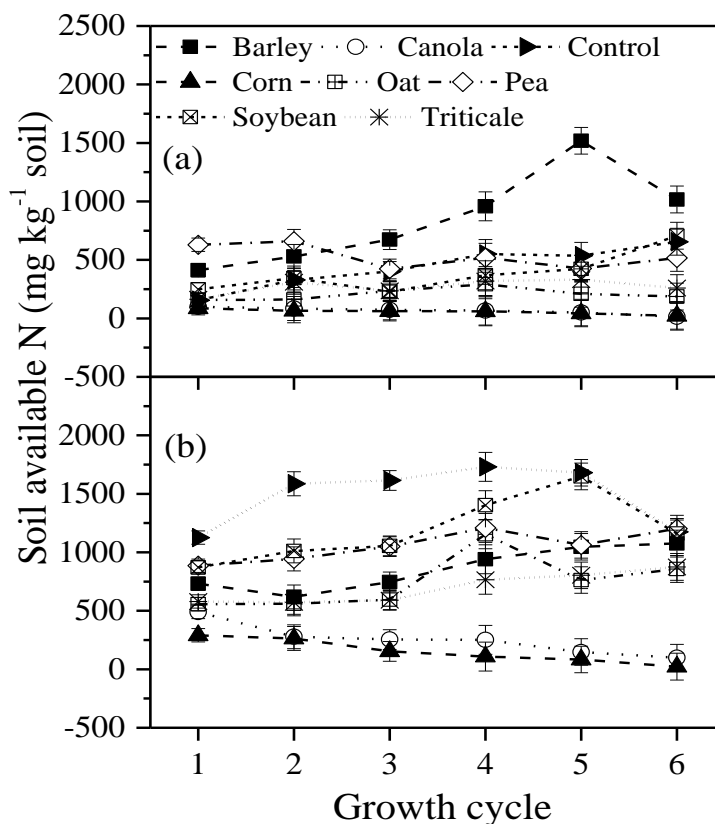 2500
Barley Canola Control
Corn Oat Pea
2000
Soybean Triticale
1500
(a)
1000
500
0
-500
Soil available N (mg kg⁻¹ soil)
2000
(b)
1500
1000
500
0
-500
1 2 3 4 5 6
Growth cycle